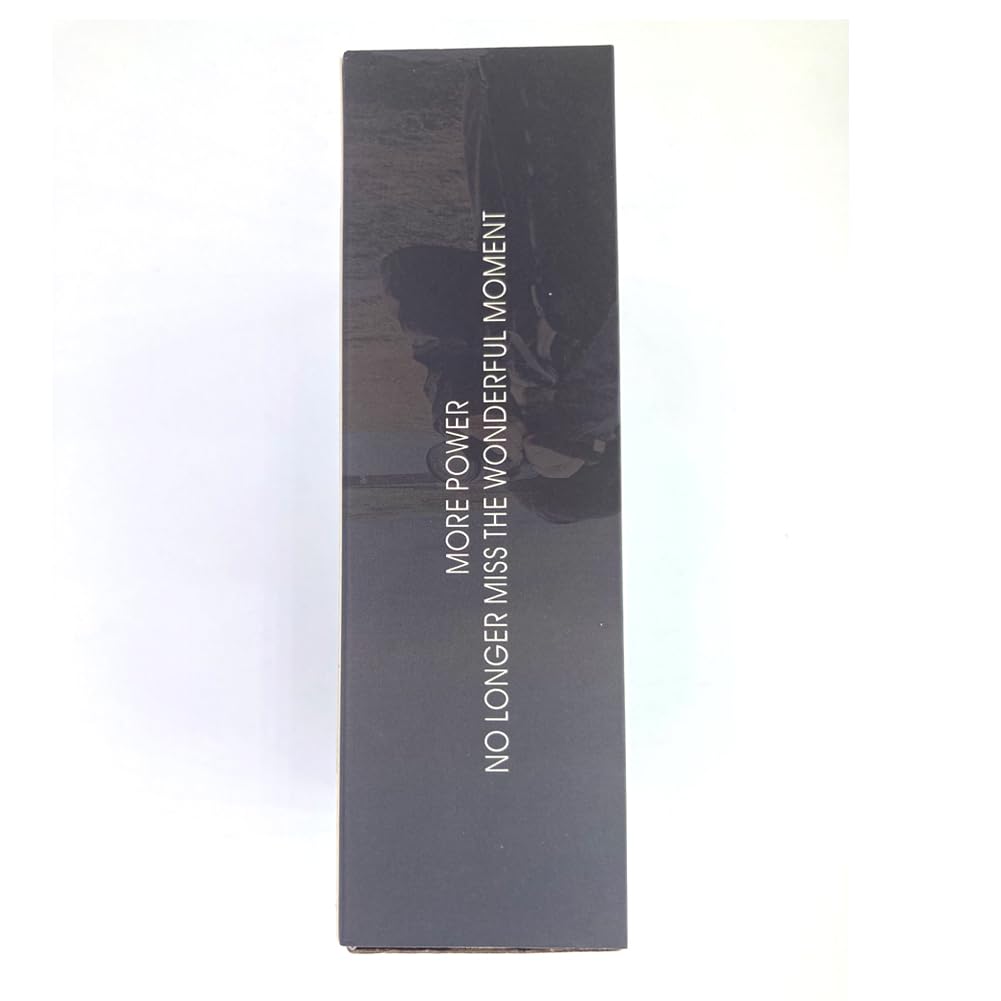 MORE POWER
NO LONGER MISS THE WONDERFUL MOMENT